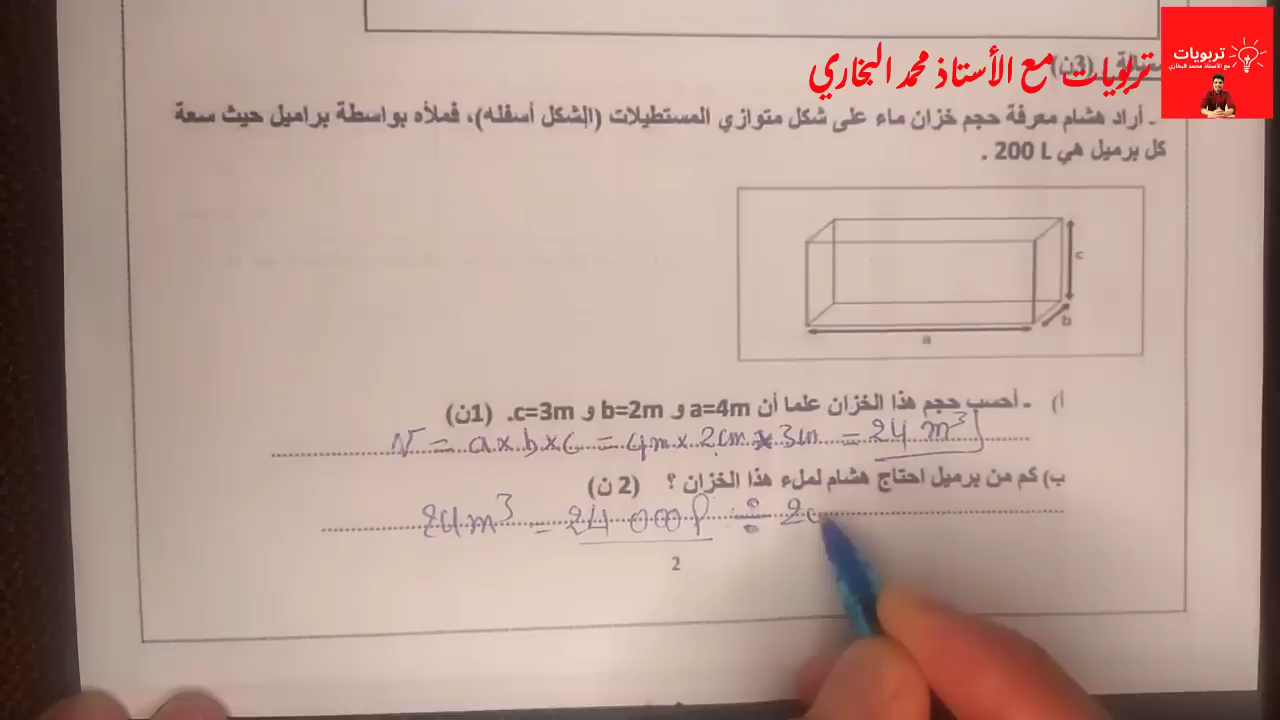 تربويات
مع الأستاذ محمد البخاري
تربويات مع الأستاذ محمد البخاري
(3ن)
- أراد هشام معرفة حجم خزان ماء على شكل متوازي المستطيلات (الشكل أسفله)، فملأه بواسطة براميل حيث سعة
كل برميل هي 200 L .
c
b
a
أ) - أحسب حجم هذا الخزان علما أن a=4m و b=2m و c=3m. (1ن)
V = a x b x c = 4m x 2m x 3m = 24 m³
ب) كم من برميل احتاج هشام لملء هذا الخزان ؟ (2 ن)
24m³ = 24 000 l ÷ 20
2